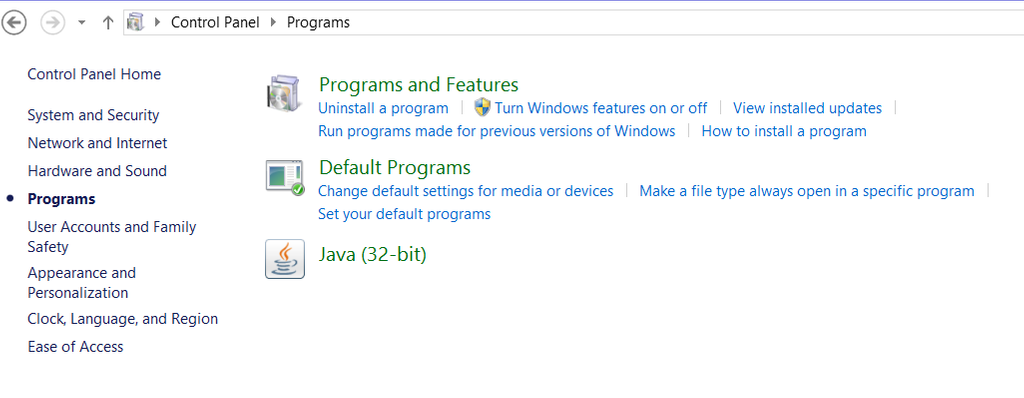 Control Panel Programs
Control Panel Home
System and Security
Network and Internet
Hardware and Sound
Programs
User Accounts and Family
Safety
Appearance and
Personalization
Clock, Language, and Region
Ease of Access
Programs and Features
Uninstall a program Turn Windows features on or off View installed updates
Run programs made for previous versions of Windows How to install a program
Default Programs
Change default settings for media or devices Make a file type always open in a specific program
Set your default programs
Java (32-bit)